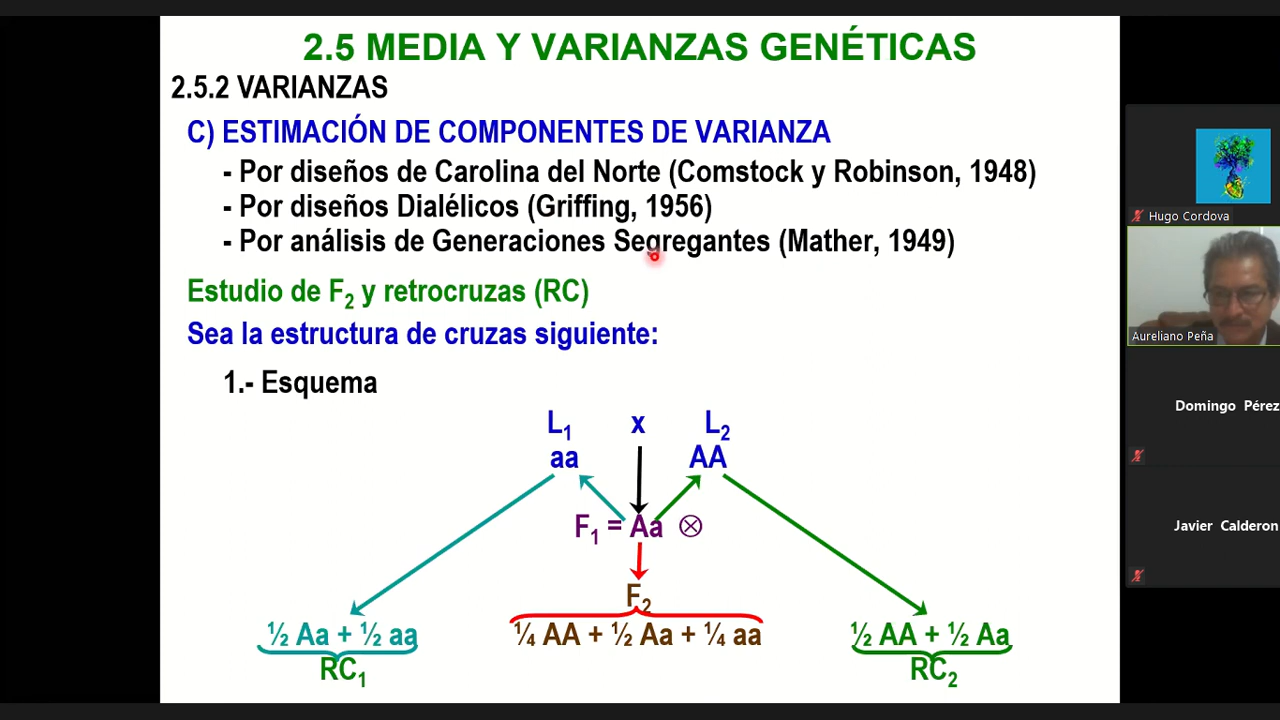 2.5 MEDIA Y VARIANZAS GENÉTICAS
2.5.2 VARIANZAS
C) ESTIMACIÓN DE COMPONENTES DE VARIANZA
- Por diseños de Carolina del Norte (Comstock y Robinson, 1948)
- Por diseños Dialélicos (Griffing, 1956)
- Por análisis de Generaciones Segregantes (Mather, 1949)
Estudio de F₂ y retrocruzas (RC)
Sea la estructura de cruzas siguiente:
1.- Esquema
L₁ x L₂
aa AA
F₁ = Aa ⊗
F₂
½ Aa + ½ aa ¼ AA + ½ Aa + ¼ aa ½ AA + ½ Aa
RC₁ RC₂
Hugo Cordova
Aureliano Peña
Domingo Pérez
Javier Calderon